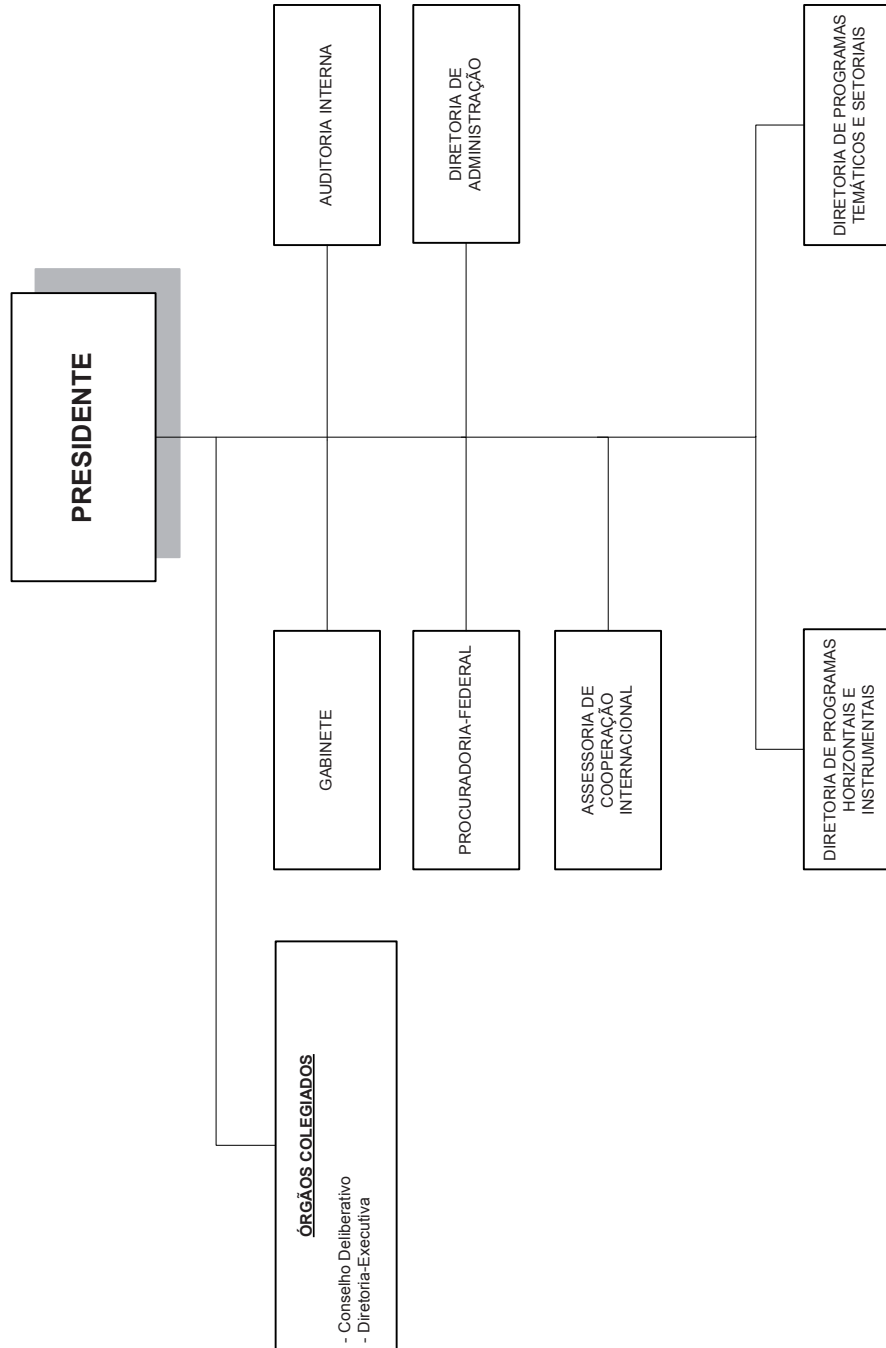 PRESIDENTE
ÓRGÃOS COLEGIADOS
- Conselho Deliberativo
- Diretoria-Executiva
GABINETE
AUDITORIA INTERNA
PROCURADORIA-FEDERAL
DIRETORIA DE
ADMINISTRAÇÃO
ASSESSORIA DE
COOPERAÇÃO
INTERNACIONAL
DIRETORIA DE PROGRAMAS
HORIZONTAIS E
INSTRUMENTAIS
DIRETORIA DE PROGRAMAS
TEMÁTICOS E SETORIAIS